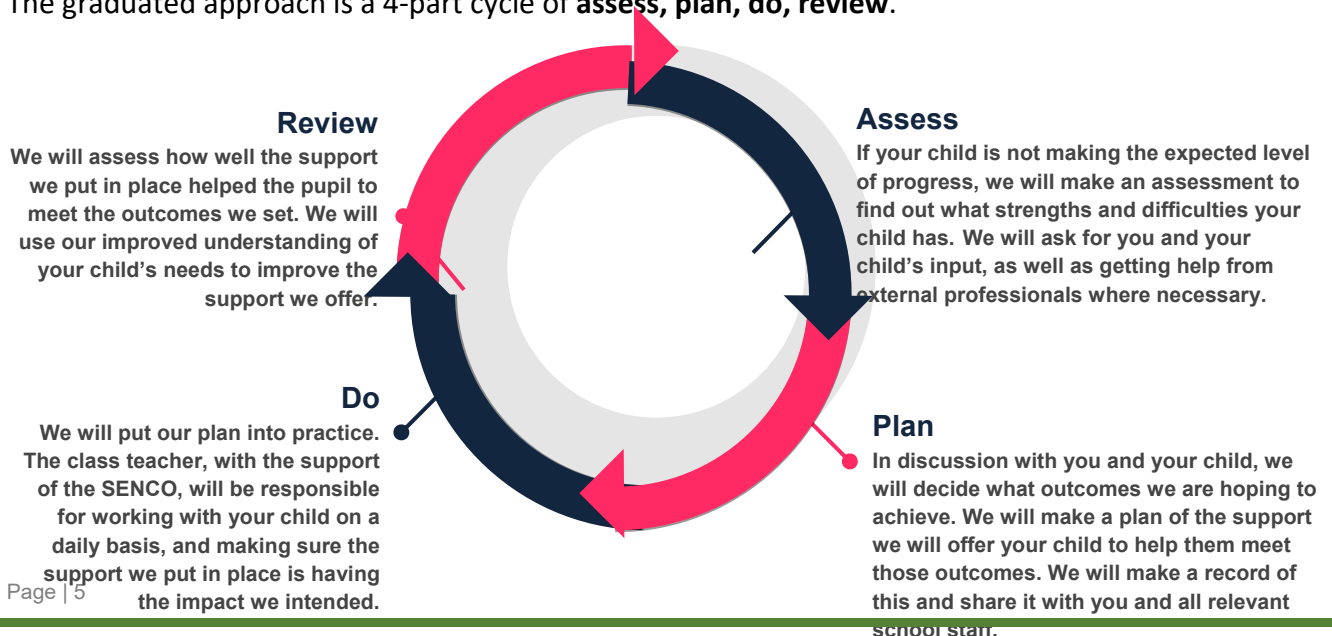 The graduated approach is a 4-part cycle of assess, plan, do, review.
Review
We will assess how well the support
we put in place helped the pupil to
meet the outcomes we set. We will
use our improved understanding of
your child’s needs to improve the
support we offer.
Assess
If your child is not making the expected level
of progress, we will make an assessment to
find out what strengths and difficulties your
child has. We will ask for you and your
child’s input, as well as getting help from
external professionals where necessary.
Do
We will put our plan into practice.
The class teacher, with the support
of the SENCO, will be responsible
for working with your child on a
daily basis, and making sure the
support we put in place is having
the impact we intended.
Plan
In discussion with you and your child, we
will decide what outcomes we are hoping to
achieve. We will make a plan of the support
we will offer your child to help them meet
those outcomes. We will make a record of
this and share it with you and all relevant
school staff.
Page | 5